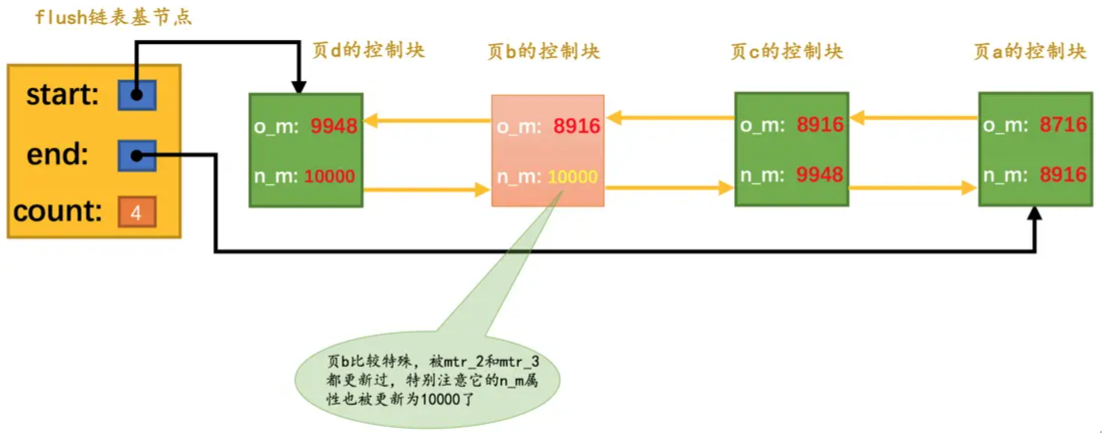 flush链表基节点
页d的控制块
页b的控制块
页c的控制块
页a的控制块
start:
end:
count: 4
o_m: 9948
n_m: 10000
o_m: 8916
n_m: 10000
o_m: 8916
n_m: 9948
o_m: 8716
n_m: 8916
页b比较特殊，被mtr_2和mtr_3
都更新过，特别注意它的n_m属
性也被更新为10000了